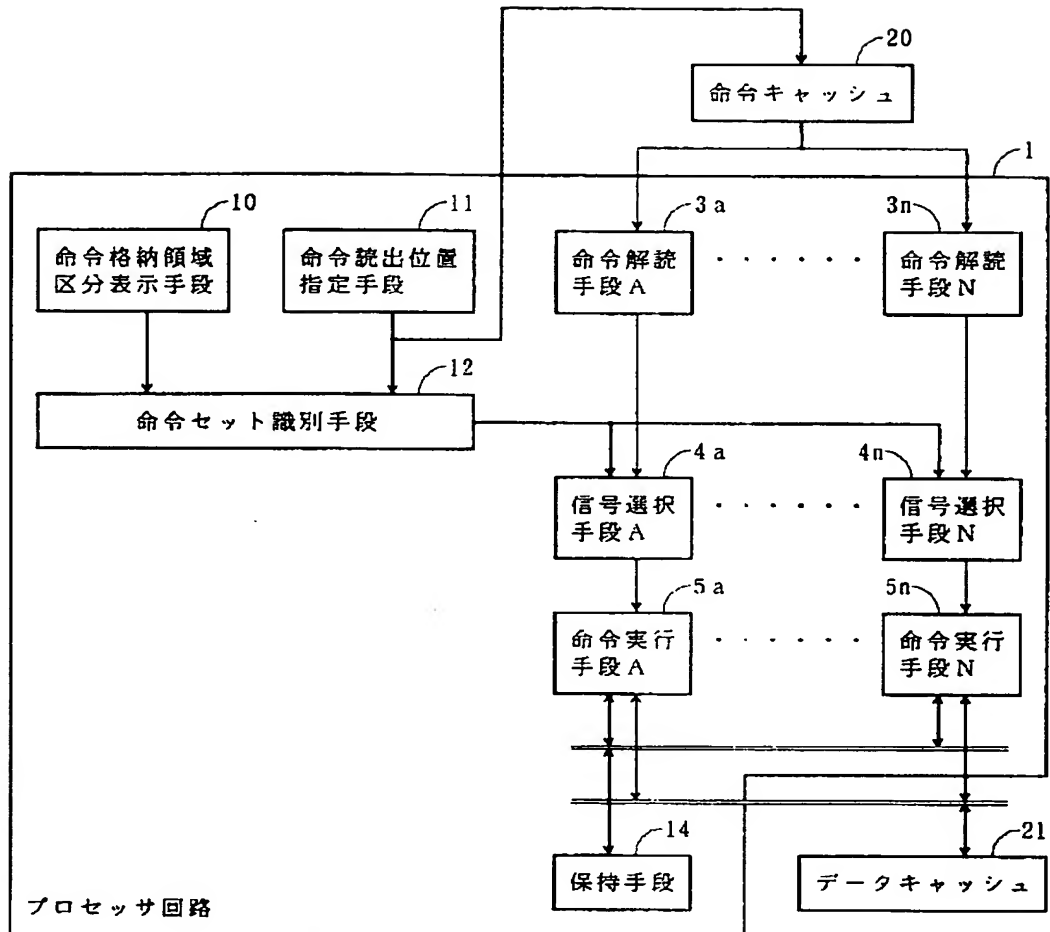 20
命令キャッシュ
1
10
命令格納領域
区分表示手段
11
命令読出位置
指定手段
3a
命令解読
手段A
・・・・・・
3n
命令解読
手段N
12
命令セット識別手段
4a
信号選択
手段A
・・・・・・
4n
信号選択
手段N
5a
命令実行
手段A
・・・・・・
5n
命令実行
手段N
14
保持手段
21
データキャッシュ
プロセッサ回路